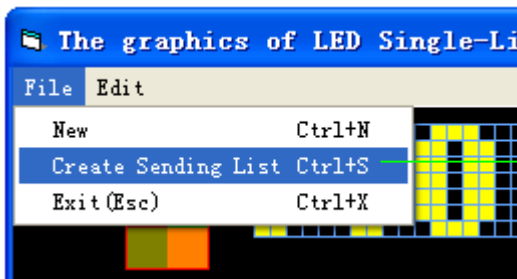 The graphics of LED Single-Li
File Edit
New Ctrl+N
Create Sending List Ctrl+S
Exit(Esc) Ctrl+X